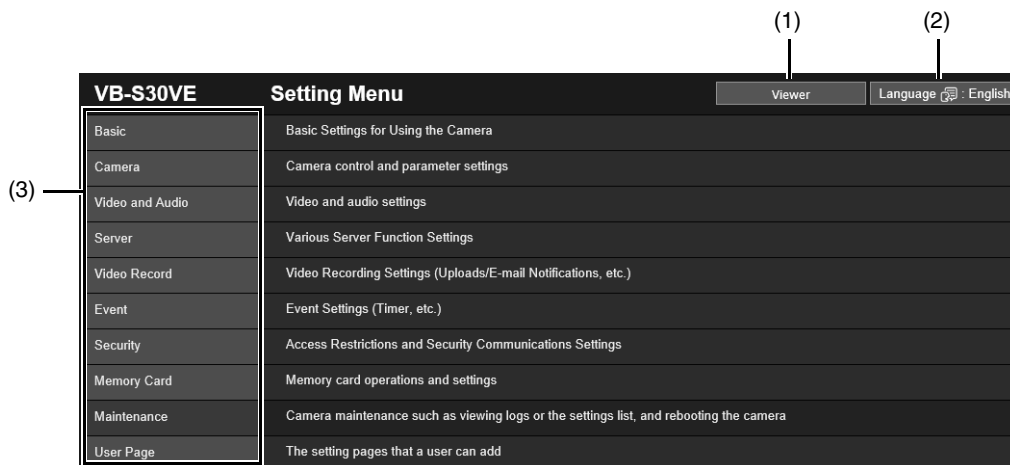 (1) (2)
VB-S30VE Setting Menu Viewer Language : English
Basic Basic Settings for Using the Camera
Camera Camera control and parameter settings
(3)
Video and Audio Video and audio settings
Server Various Server Function Settings
Video Record Video Recording Settings (Uploads/E-mail Notifications, etc.)
Event Event Settings (Timer, etc.)
Security Access Restrictions and Security Communications Settings
Memory Card Memory card operations and settings
Maintenance Camera maintenance such as viewing logs or the settings list, and rebooting the camera
User Page The setting pages that a user can add